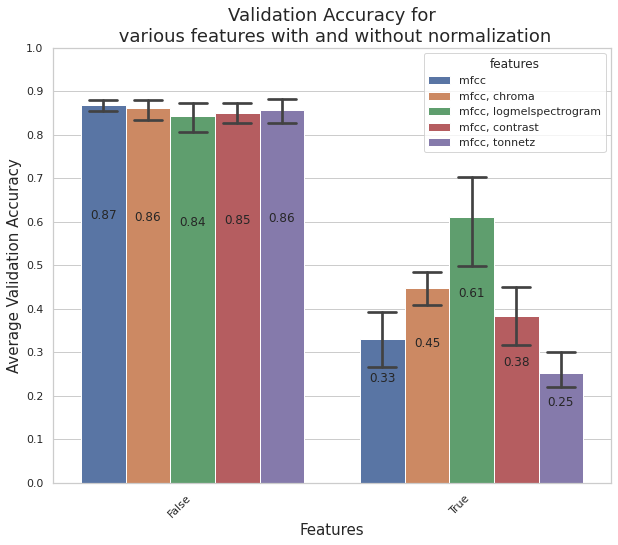 Validation Accuracy for
various features with and without normalization
Average Validation Accuracy
1.0
0.9
0.8
0.7
0.6
0.5
0.4
0.3
0.2
0.1
0.0
features
mfcc
mfcc, chroma
mfcc, logmelspectrogram
mfcc, contrast
mfcc, tonnetz
0.87
0.86
0.84
0.85
0.86
0.33
0.45
0.61
0.38
0.25
False
True
Features